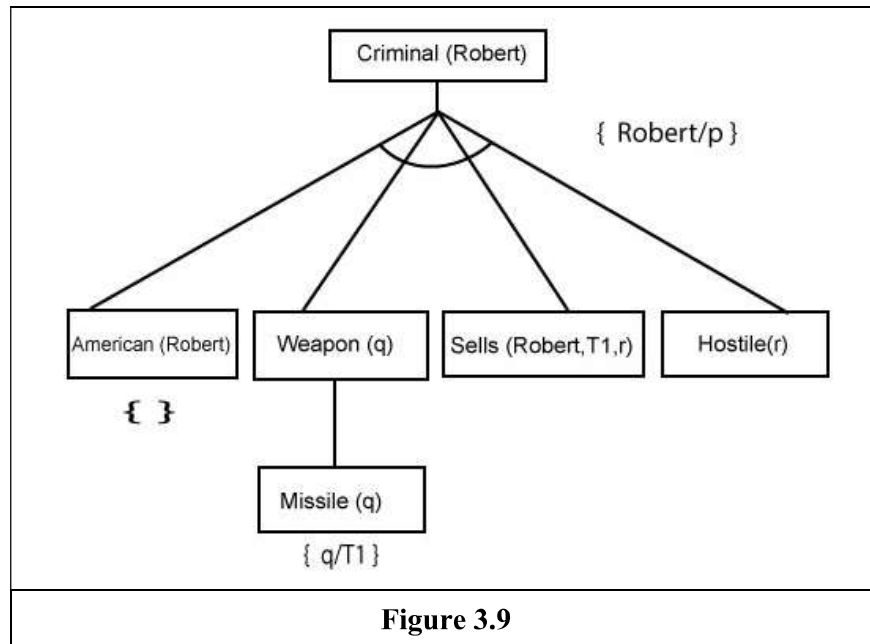 Criminal (Robert)
{ Robert/p }
American (Robert)
Weapon (q)
Sells (Robert,T1,r)
Hostile(r)
{ }
Missile (q)
{ q/T1 }
Figure 3.9